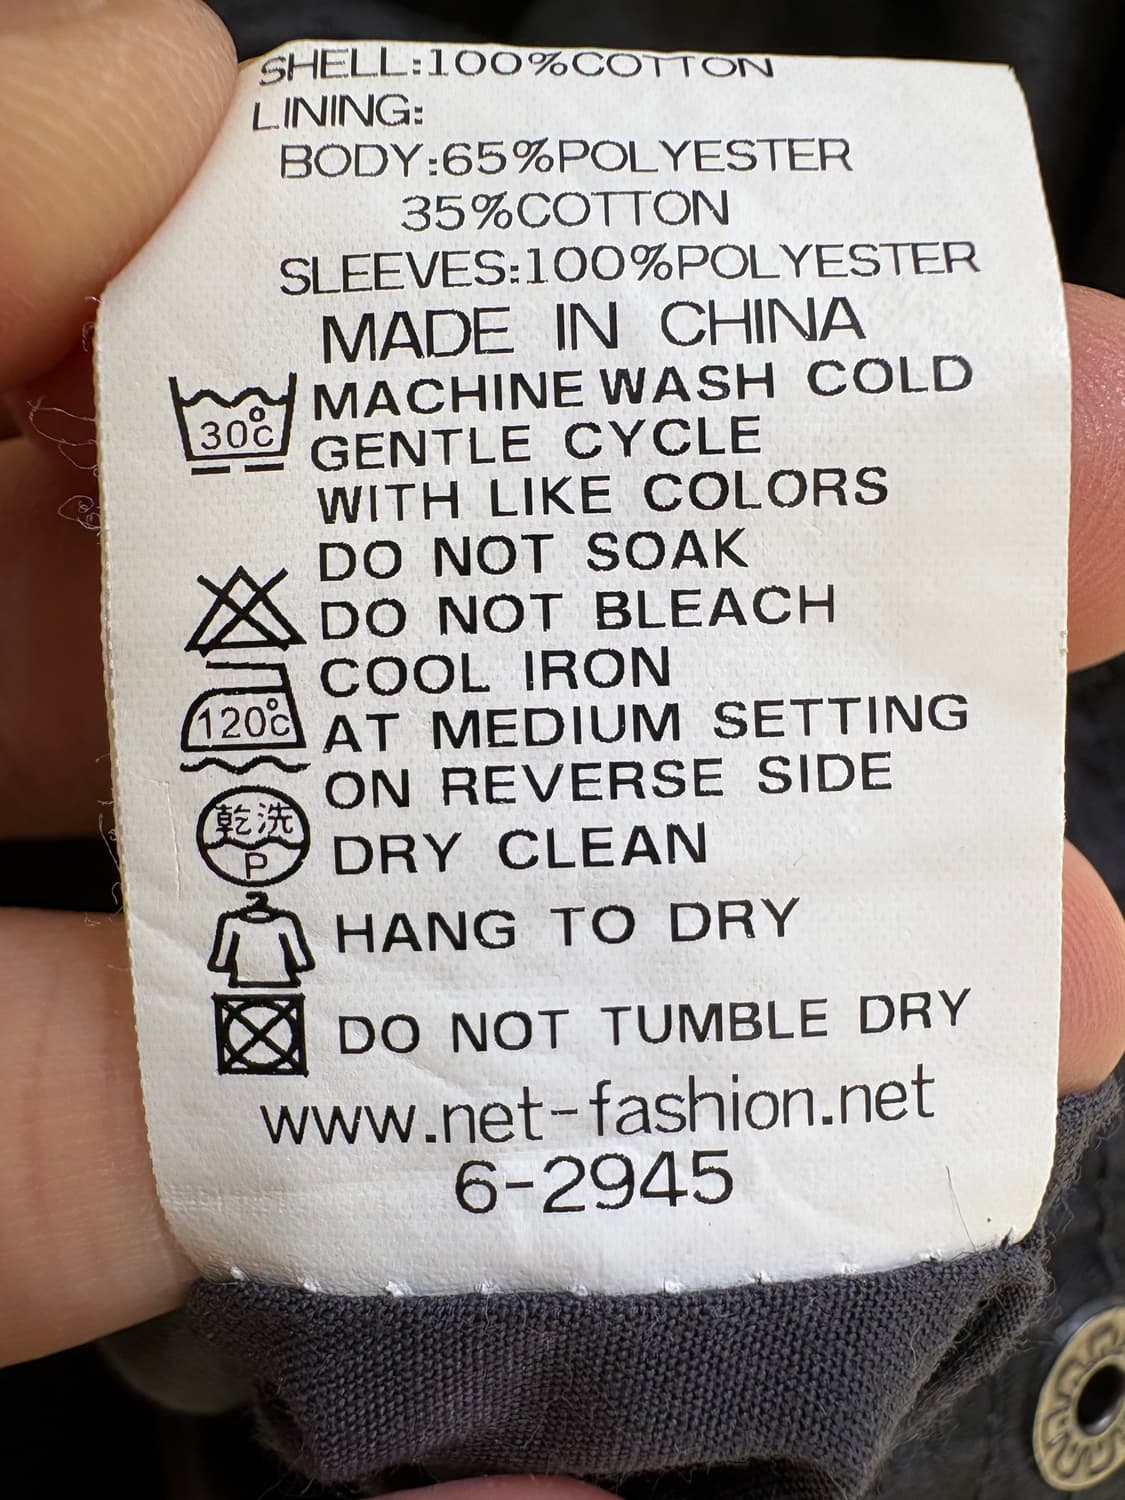 SHELL:100%COTTON
LINING:
BODY:65%POLYESTER
35%COTTON
SLEEVES:100%POLYESTER
MADE IN CHINA
30℃ MACHINE WASH COLD
GENTLE CYCLE
WITH LIKE COLORS
DO NOT SOAK
DO NOT BLEACH
COOL IRON
120℃ AT MEDIUM SETTING
ON REVERSE SIDE
乾洗
P
DRY CLEAN
HANG TO DRY
DO NOT TUMBLE DRY
www.net-fashion.net
6-2945